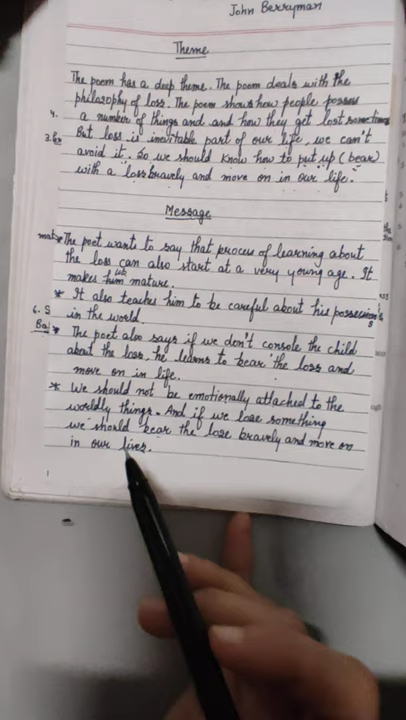 John Berryman
Theme
The poem has a deep theme. The poem deals with the
philosophy of loss. The poem shows how people possess
4. a number of things and and how they get lost sometimes
But loss is inevitable part of our life, we can't
avoid it. So we should know how to put up (bear)
with a loss bravely and move on in our life.
Message
* The poet wants to say that process of learning about
the loss can also start at a very young age. It
makes him mature.
* It also teaches him to be careful about his possession's
6. S in the world.
Ba * The poet also says if we don't console the child
about the loss, he learns to bear the loss and
move on in life.
* We should not be emotionally attached to the
worldly things. And if we lose something
we should bear the lose bravely and move on
in our lives.